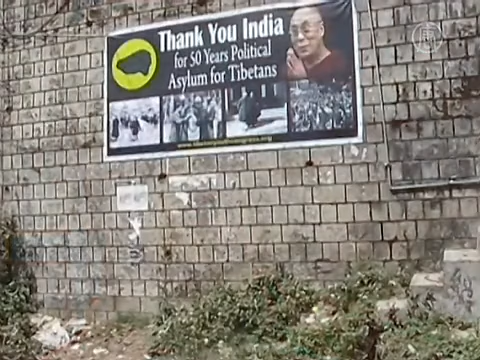 Thank You India
for 50 Years Political
Asylum for Tibetans